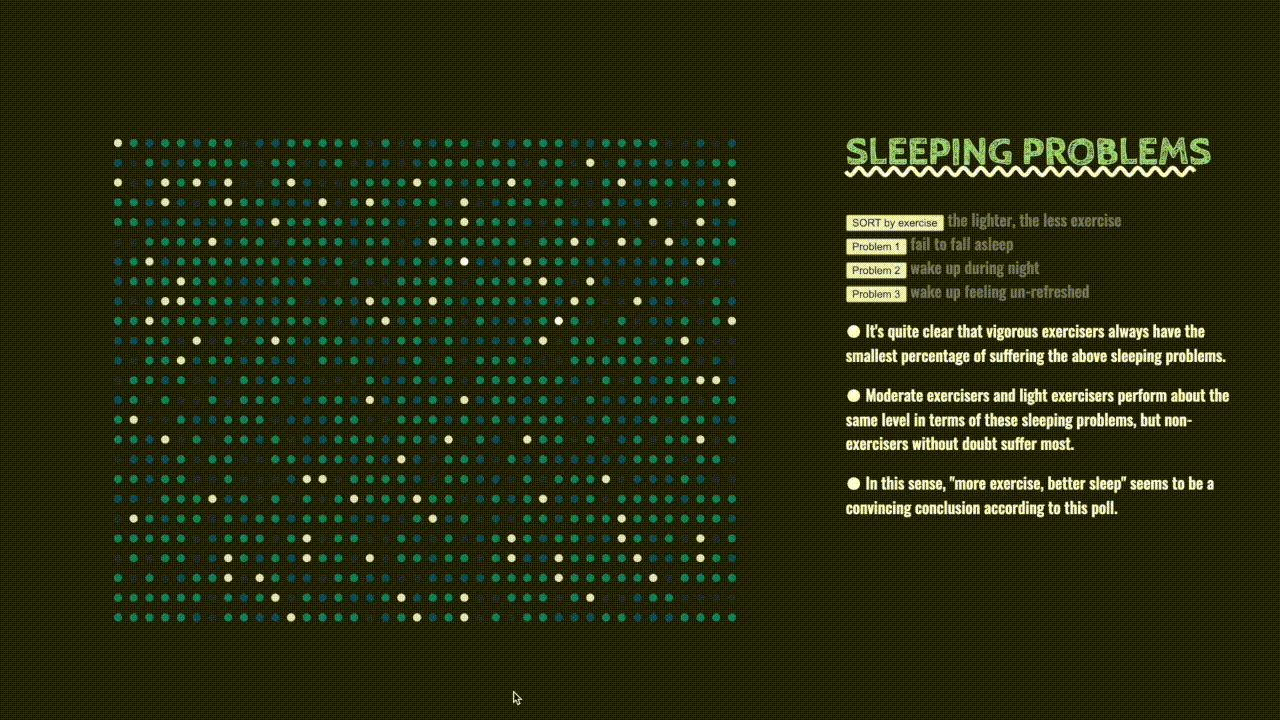 SLEEPING PROBLEMS
SORT by exercise the lighter, the less exercise
Problem 1 fail to fall asleep
Problem 2 wake up during night
Problem 3 wake up feeling un-refreshed
● It's quite clear that vigorous exercisers always have the
smallest percentage of suffering the above sleeping problems.
● Moderate exercisers and light exercisers perform about the
same level in terms of these sleeping problems, but non-
exercisers without doubt suffer most.
● In this sense, "more exercise, better sleep" seems to be a
convincing conclusion according to this poll.